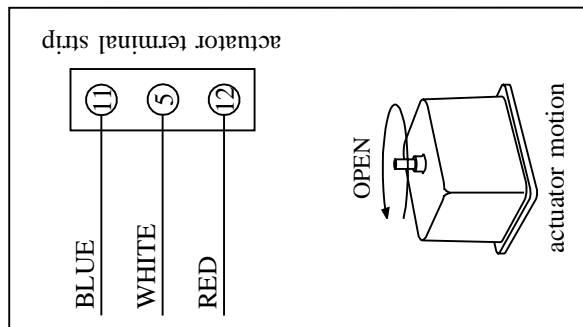 actuator terminal strip
11
5
12
BLUE
WHITE
RED
OPEN
actuator motion